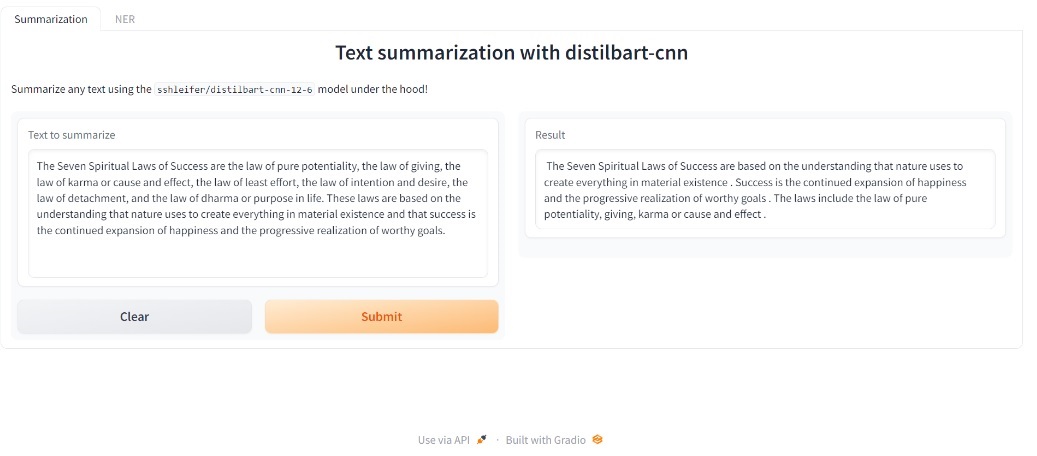 Summarization NER
Text summarization with distilbart-cnn
Summarize any text using the sshleifer/distilbart-cnn-12-6 model under the hood!
Text to summarize
The Seven Spiritual Laws of Success are the law of pure potentiality, the law of giving, the
law of karma or cause and effect, the law of least effort, the law of intention and desire, the
law of detachment, and the law of dharma or purpose in life. These laws are based on the
understanding that nature uses to create everything in material existence and that success is
the continued expansion of happiness and the progressive realization of worthy goals.
Clear
Submit
Result
The Seven Spiritual Laws of Success are based on the understanding that nature uses to
create everything in material existence . Success is the continued expansion of happiness
and the progressive realization of worthy goals . The laws include the law of pure
potentiality, giving, karma or cause and effect .
Use via API · Built with Gradio